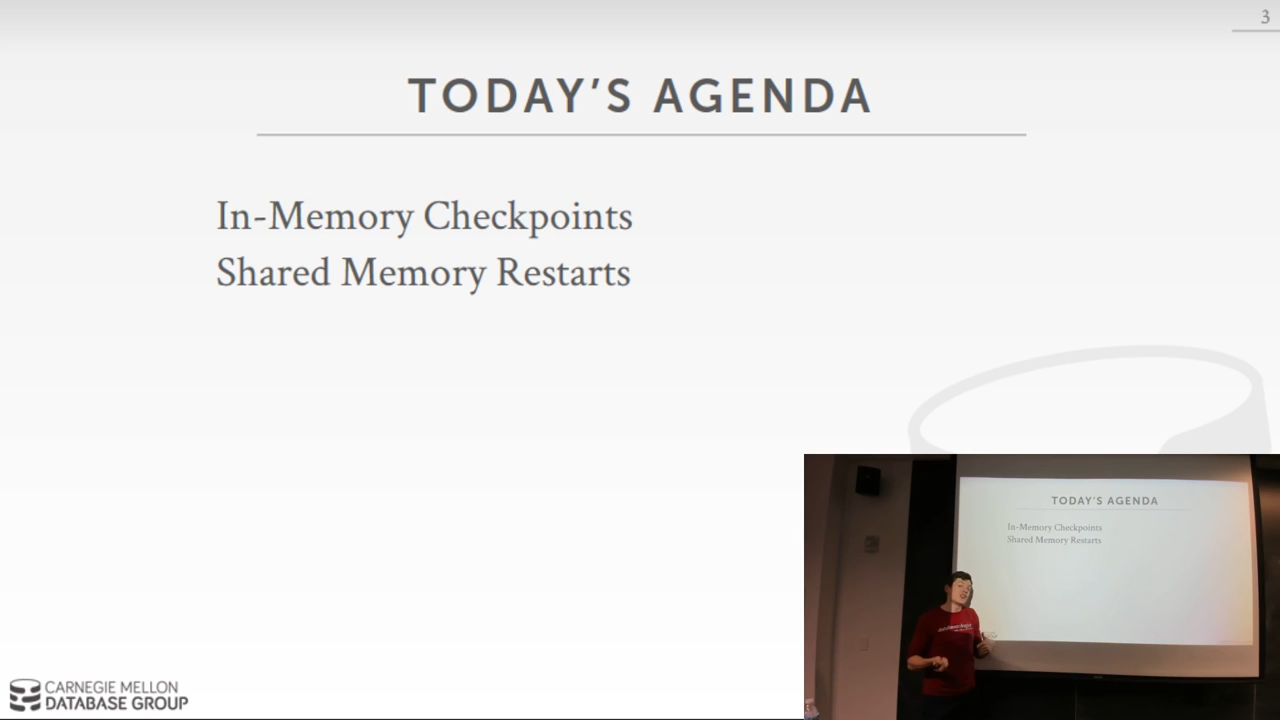 3
TODAY’S AGENDA
In-Memory Checkpoints
Shared Memory Restarts
TODAY'S AGENDA
In-Memory Checkpoints
Shared Memory Restarts
CARNEGIE MELLON
DATABASE GROUP